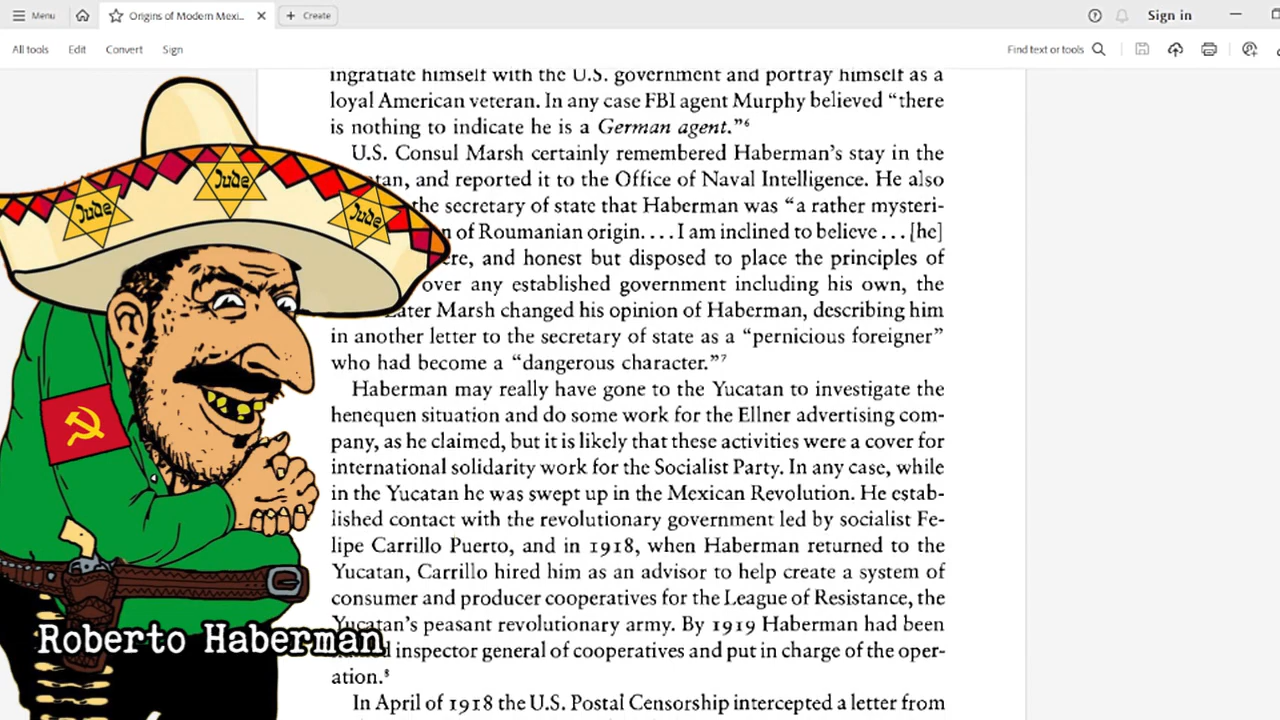 Menu
Origins of Modern Mexi...
Create
Sign in
All tools
Edit
Convert
Sign
Find text or tools
ingratiate himself with the U.S. government and portray himself as a
loyal American veteran. In any case FBI agent Murphy believed “there
is nothing to indicate he is a German agent.”6
U.S. Consul Marsh certainly remembered Haberman’s stay in the
, and reported it to the Office of Naval Intelligence. He also
the secretary of state that Haberman was “a rather mysteri-
of Roumanian origin. . . . I am inclined to believe . . . [he]
, and honest but disposed to place the principles of
over any established government including his own, the
Later Marsh changed his opinion of Haberman, describing him
in another letter to the secretary of state as a “pernicious foreigner”
who had become a “dangerous character.”7
Haberman may really have gone to the Yucatan to investigate the
henequen situation and do some work for the Ellner advertising com-
pany, as he claimed, but it is likely that these activities were a cover for
international solidarity work for the Socialist Party. In any case, while
in the Yucatan he was swept up in the Mexican Revolution. He estab-
lished contact with the revolutionary government led by socialist Fe-
lipe Carrillo Puerto, and in 1918, when Haberman returned to the
Yucatan, Carrillo hired him as an advisor to help create a system of
consumer and producer cooperatives for the League of Resistance, the
Yucatan’s peasant revolutionary army. By 1919 Haberman had been
inspector general of cooperatives and put in charge of the oper-
ation.8
In April of 1918 the U.S. Postal Censorship intercepted a letter from
Jude
Jude
Jude
Roberto Haberman